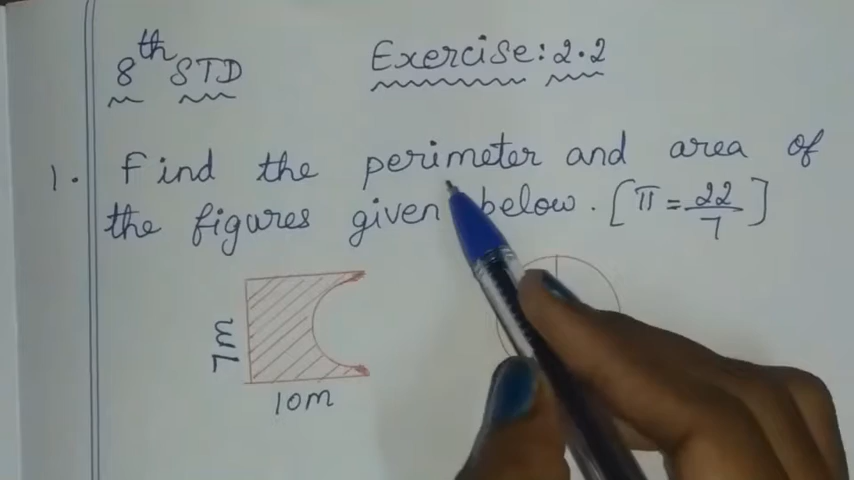 8th STD Exercise: 2.2
1. Find the perimeter and area of
the figures given below. [π = 22/7]
7m
10m